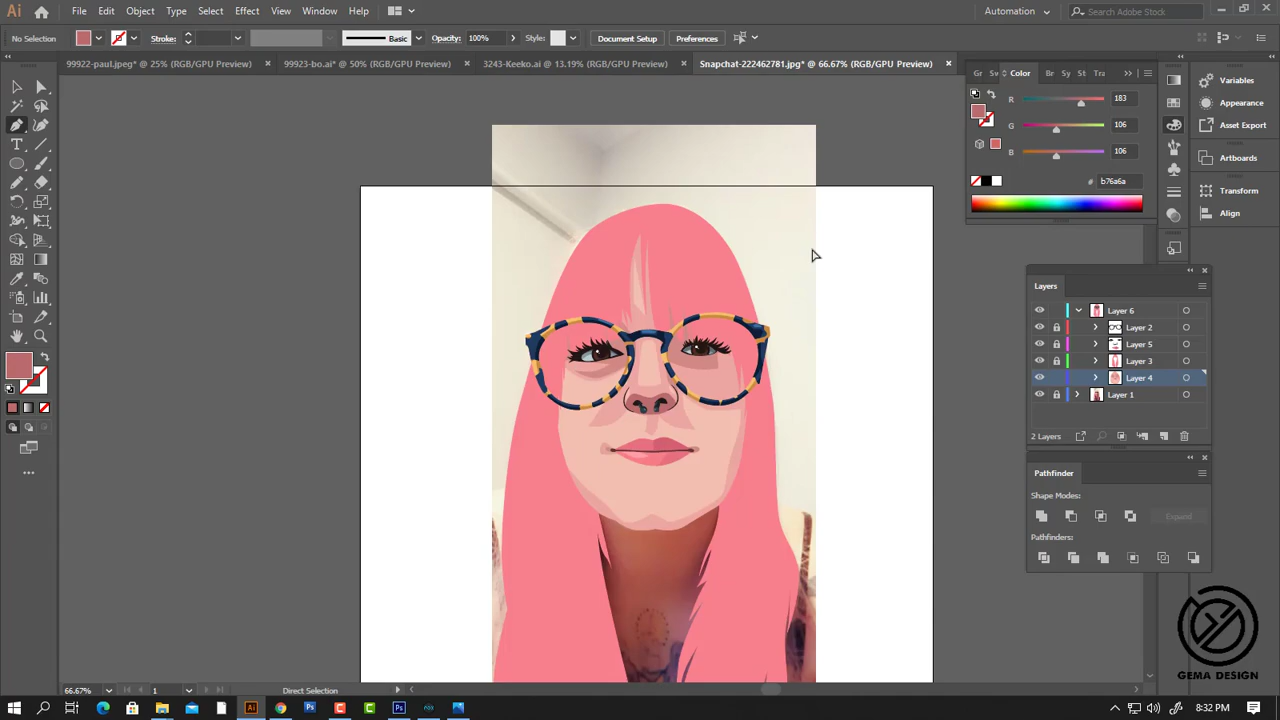 Ai File Edit Object Type Select Effect View Window Help Automation Search Adobe Stock
No Selection Stroke: Basic Opacity: 100% Style: Document Setup Preferences
99922-paul.jpeg* @ 25% (RGB/GPU Preview) 99923-bo.ai* @ 50% (RGB/GPU Preview) 3243-Keeko.ai @ 13.19% (RGB/GPU Preview) Snapchat-222462781.jpg* @ 66.67% (RGB/GPU Preview)
Gr Sw Color Br Sy St Tra
R 183
G 106
B 106
# b76a6a
Variables
Appearance
Asset Export
Artboards
Transform
Align
Layers
Layer 6
Layer 2
Layer 5
Layer 3
Layer 4
Layer 1
2 Layers
Pathfinder
Shape Modes:
Expand
Pathfinders:
GEMA DESIGN
66.67% 1 Direct Selection
8:32 PM